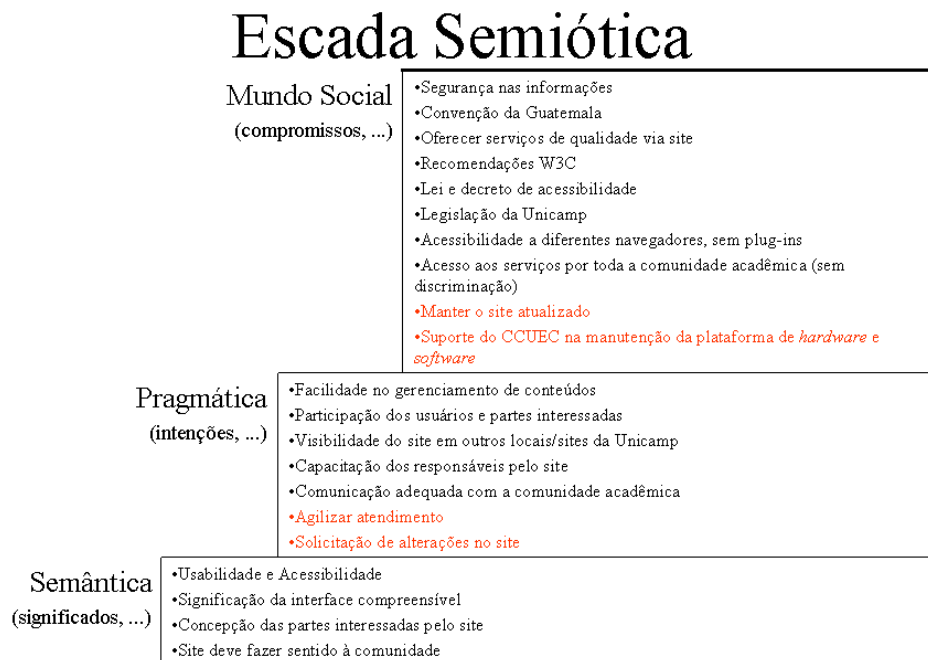 Escada Semiótica
Mundo Social
(compromissos, ...)
•Segurança nas informações
•Convenção da Guatemala
•Oferecer serviços de qualidade via site
•Recomendações W3C
•Lei e decreto de acessibilidade
•Legislação da Unicamp
•Acessibilidade a diferentes navegadores, sem plug-ins
•Acesso aos serviços por toda a comunidade acadêmica (sem
discriminação)
•Manter o site atualizado
•Suporte do CCUEC na manutenção da plataforma de hardware e
software
Pragmática
(intenções, ...)
•Facilidade no gerenciamento de conteúdos
•Participação dos usuários e partes interessadas
•Visibilidade do site em outros locais/sites da Unicamp
•Capacitação dos responsáveis pelo site
•Comunicação adequada com a comunidade acadêmica
•Agilizar atendimento
•Solicitação de alterações no site
Semântica
(significados, ...)
•Usabilidade e Acessibilidade
•Significação da interface compreensível
•Concepção das partes interessadas pelo site
•Site deve fazer sentido à comunidade